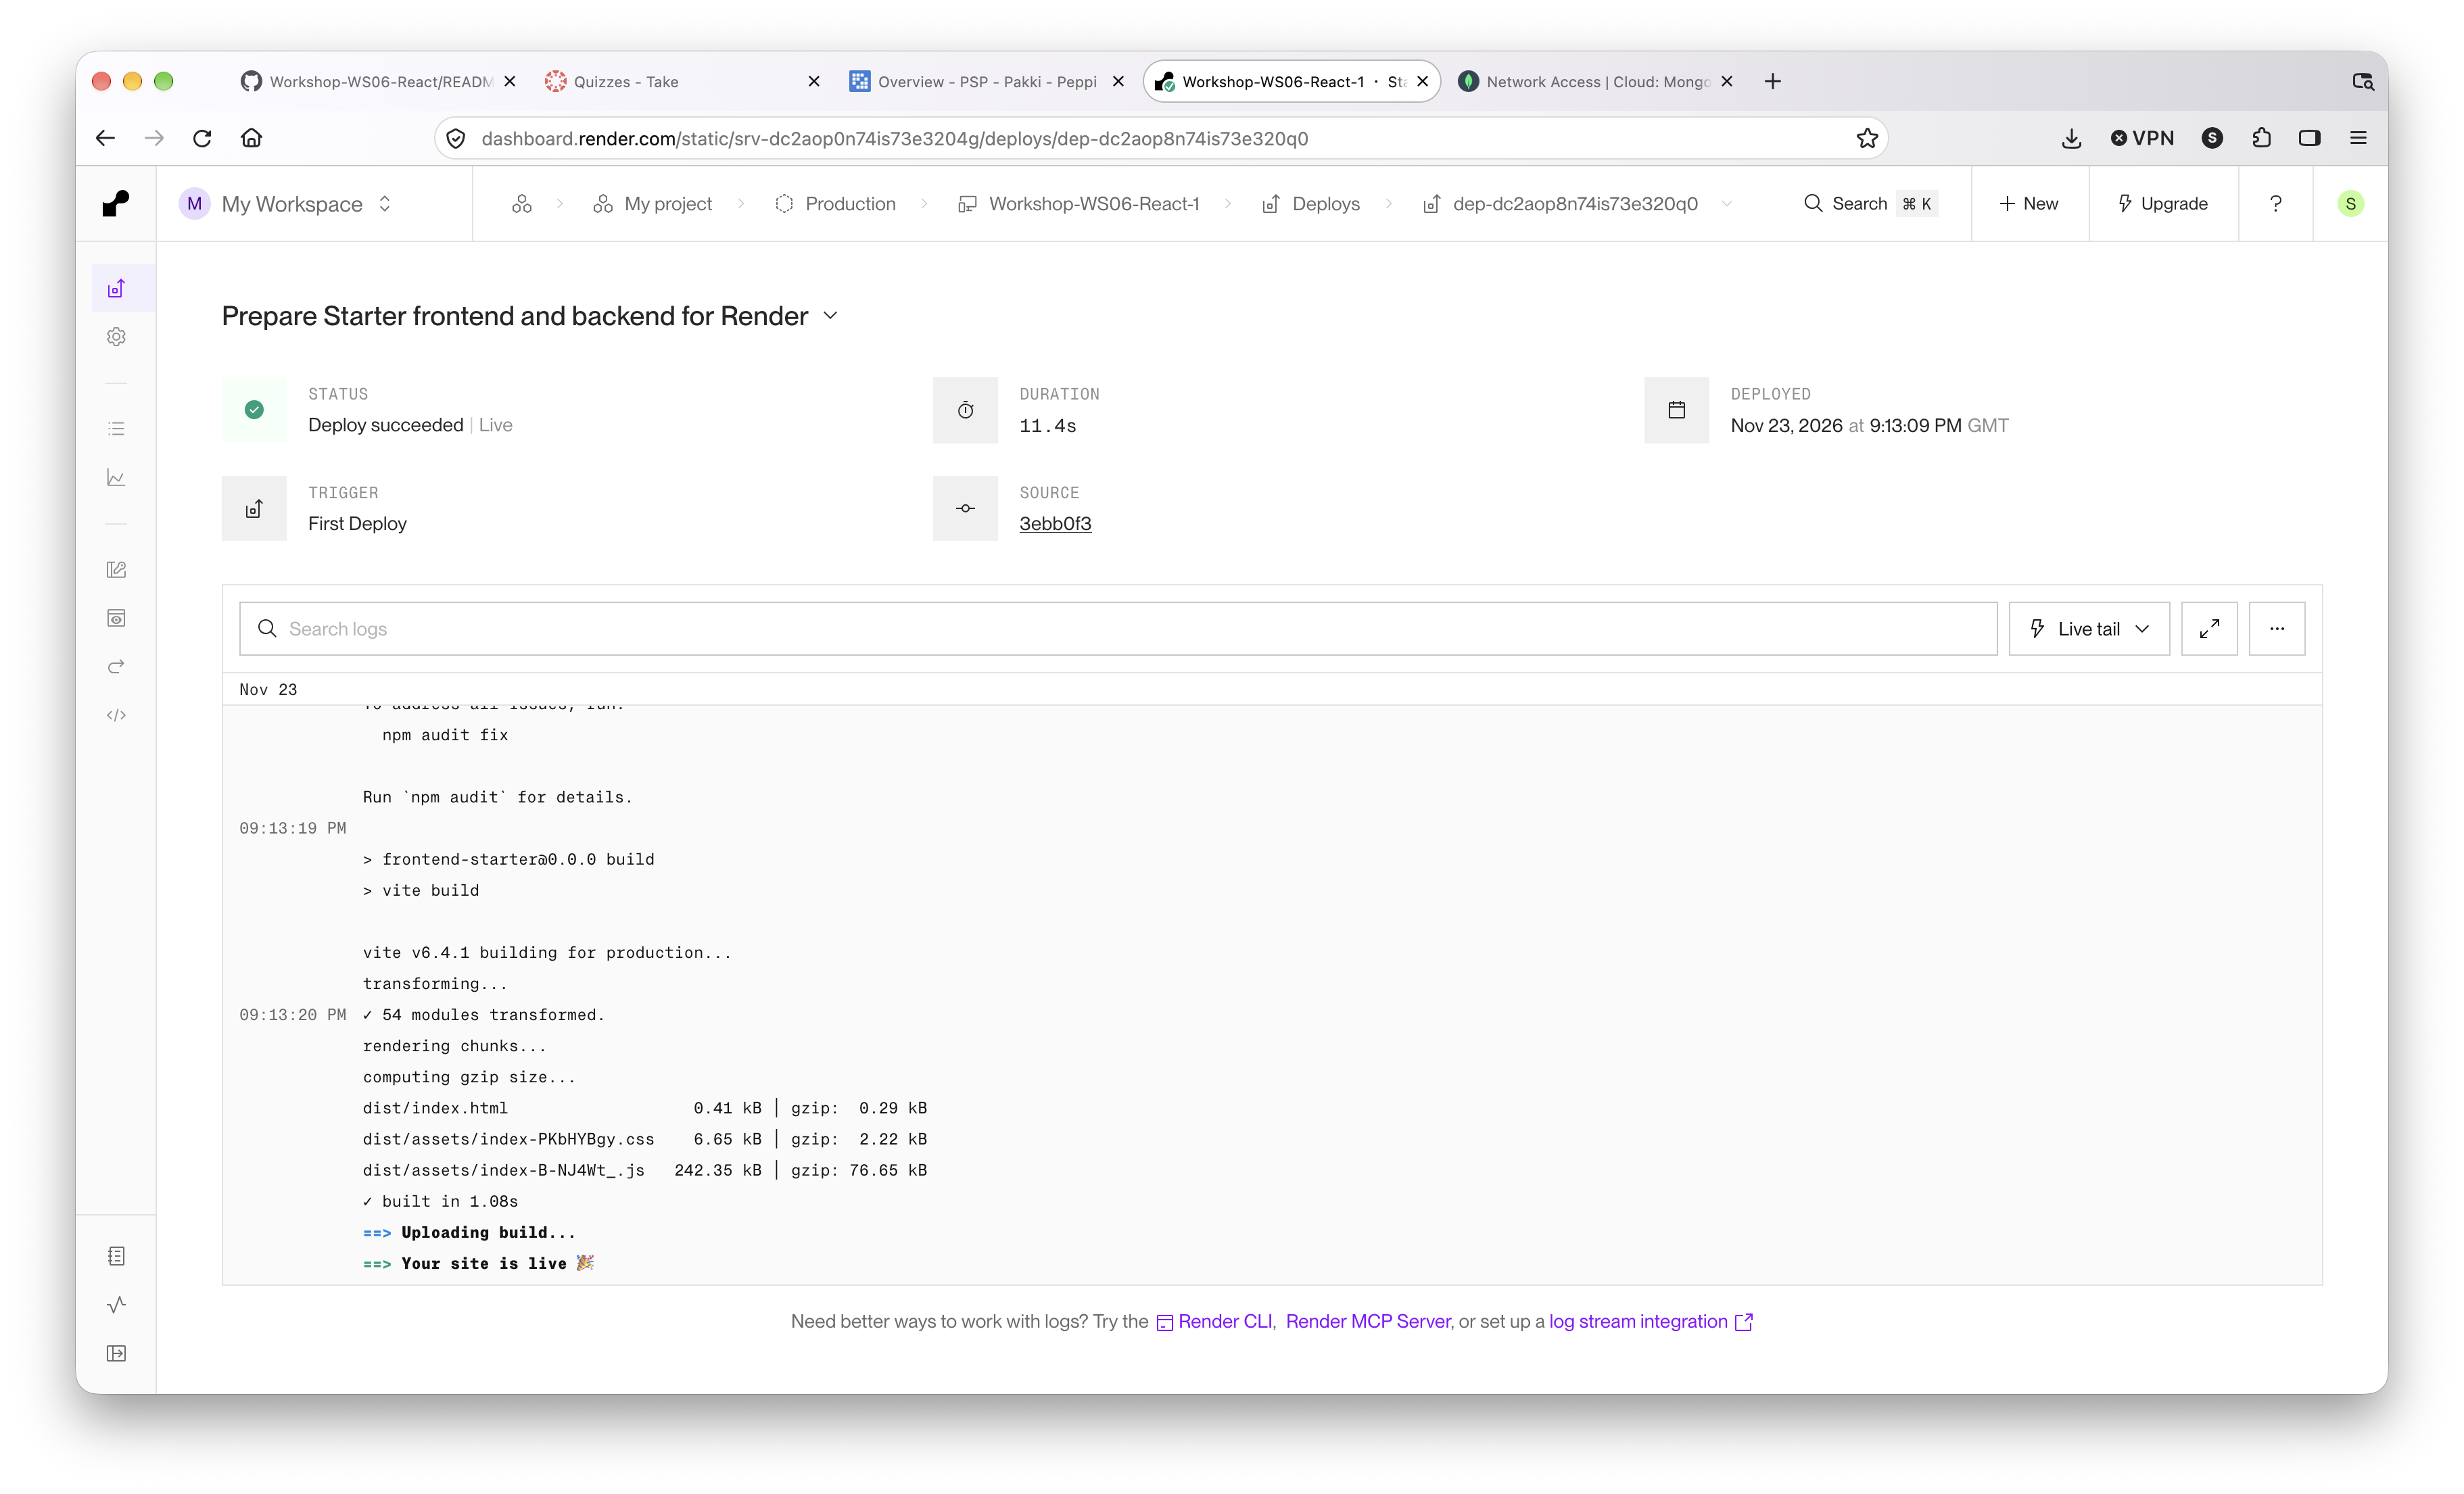 Workshop-WS06-React/READM
Quizzes - Take
Overview - PSP - Pakki - Peppi
Workshop-WS06-React-1 · Sta
Network Access | Cloud: Mongo
dashboard.render.com/static/srv-dc2aop0n74is73e3204g/deploys/dep-dc2aop8n74is73e320q0
VPN
S
M My Workspace
My project
Production
Workshop-WS06-React-1
Deploys
dep-dc2aop8n74is73e320q0
Search ⌘ K
+ New
Upgrade
?
S
Prepare Starter frontend and backend for Render
STATUS
Deploy succeeded | Live
DURATION
11.4s
DEPLOYED
Nov 23, 2026 at 9:13:09 PM GMT
TRIGGER
First Deploy
SOURCE
3ebb0f3
Search logs
Live tail
...
Nov 23
To address all issues, run:
npm audit fix
Run `npm audit` for details.
09:13:19 PM
> frontend-starter@0.0.0 build
> vite build
vite v6.4.1 building for production...
transforming...
09:13:20 PM ✓ 54 modules transformed.
rendering chunks...
computing gzip size...
dist/index.html 0.41 kB │ gzip: 0.29 kB
dist/assets/index-PKbHYBgy.css 6.65 kB │ gzip: 2.22 kB
dist/assets/index-B-NJ4Wt_.js 242.35 kB │ gzip: 76.65 kB
✓ built in 1.08s
==> Uploading build...
==> Your site is live 🎉
Need better ways to work with logs? Try the Render CLI, Render MCP Server, or set up a log stream integration